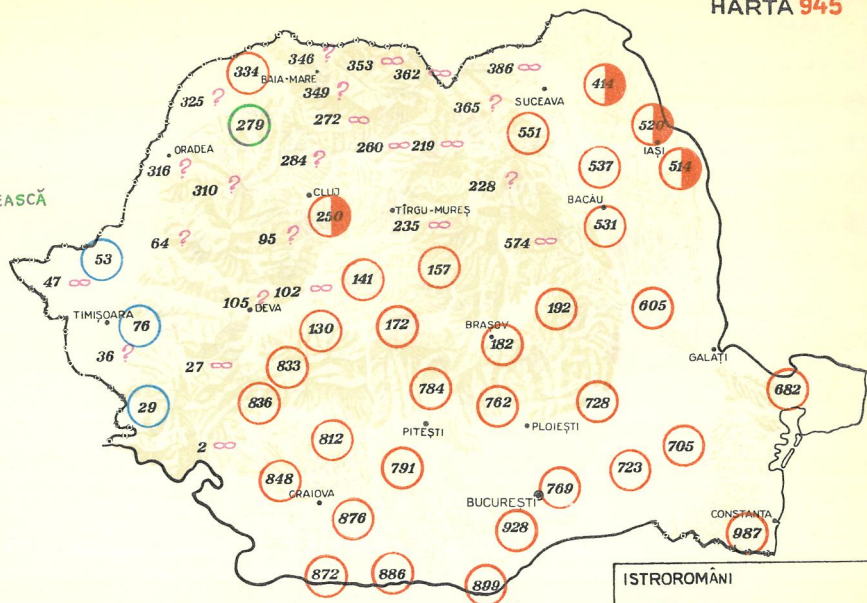 HARTA 945
346 ? 353 ∞ 362 ∞ 386 ∞
334 BAIA-MARE 414
325 ? 349 ? 365 ? SUCEAVA
279 272 ∞ 551 520
ORADEA 260 ∞ 219 ∞ IAȘI
316 ? 284 ? 537 514
EASCĂ 310 ? CLUJ 228 ? BACĂU
250 TÎRGU-MUREȘ
64 ? 95 ? 235 ∞ 574 ∞ 531
53
47 ∞ 141 157
105 ? 102 ∞ DEVA 192 605
TIMIȘOARA 76 130 172 BRAȘOV
36 ? 182 GALAȚI
27 ∞ 833
29 836 784 762 728 682
PITEȘTI PLOIEȘTI
2 ∞ 812 705
848 791 723
CRAIOVA BUCUREȘTI 769
876 928 CONSTANȚA
987
872 886 899
ISTROROMÂNI